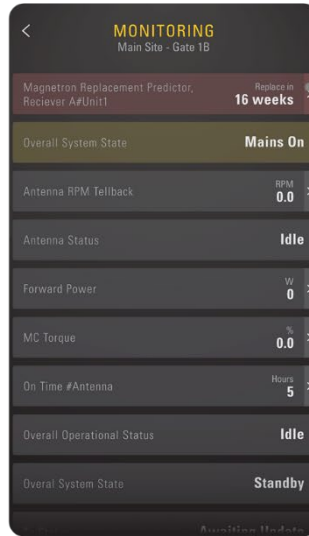 MONITORING
Main Site - Gate 1B
Magnetron Replacement Predictor,
Reciever A#Unit1
Replace in
16 weeks
Overall System State
Mains On
Antenna RPM Tellback
RPM
0.0
Antenna Status
Idle
Forward Power
W
0
MC Torque
%
0.0
On Time #Antenna
Hours
5
Overall Operational Status
Idle
Overal System State
Standby
Awaiting Update